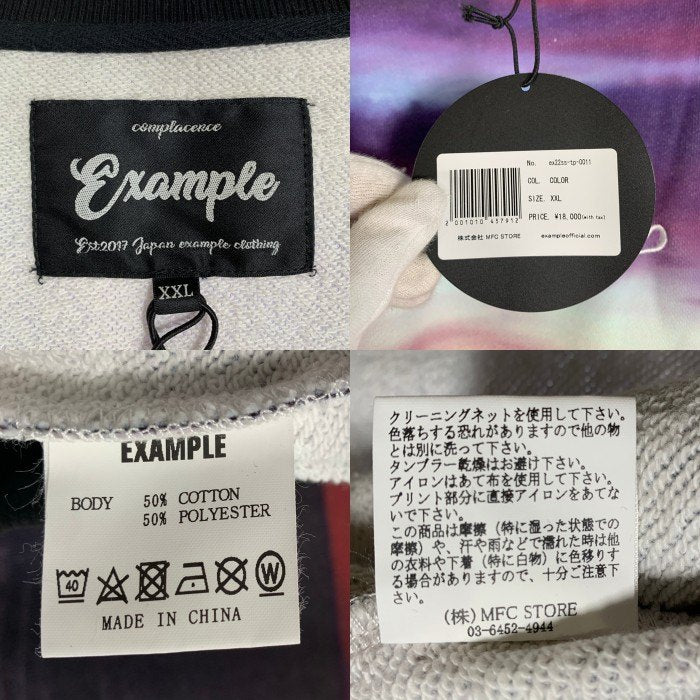 complacence
Example
Est2017 Japan example clothing
XXL
No. ex22ss-tp-0011
COL. COLOR
SIZE. XXL
PRICE. ¥18,000(with tax)
2 001010 457912
株式会社 MFC STORE
exampleofficial.com
EXAMPLE
BODY 50% COTTON
50% POLYESTER
40
W
MADE IN CHINA
クリーニングネットを使用して下さい。
色落ちする恐れがありますので他の物
とは別に洗って下さい。
タンブラー乾燥はお避け下さい。
アイロンはあて布を使用して下さい。
プリント部分に直接アイロンをあてな
いで下さい。
この商品は摩擦（特に湿った状態での
摩擦）や、汗や雨などで濡れた時は他
の衣料や下着（特に白物）に色移りす
る場合がありますので、十分ご注意下
さい。
(株) MFC STORE
03-6452-4944